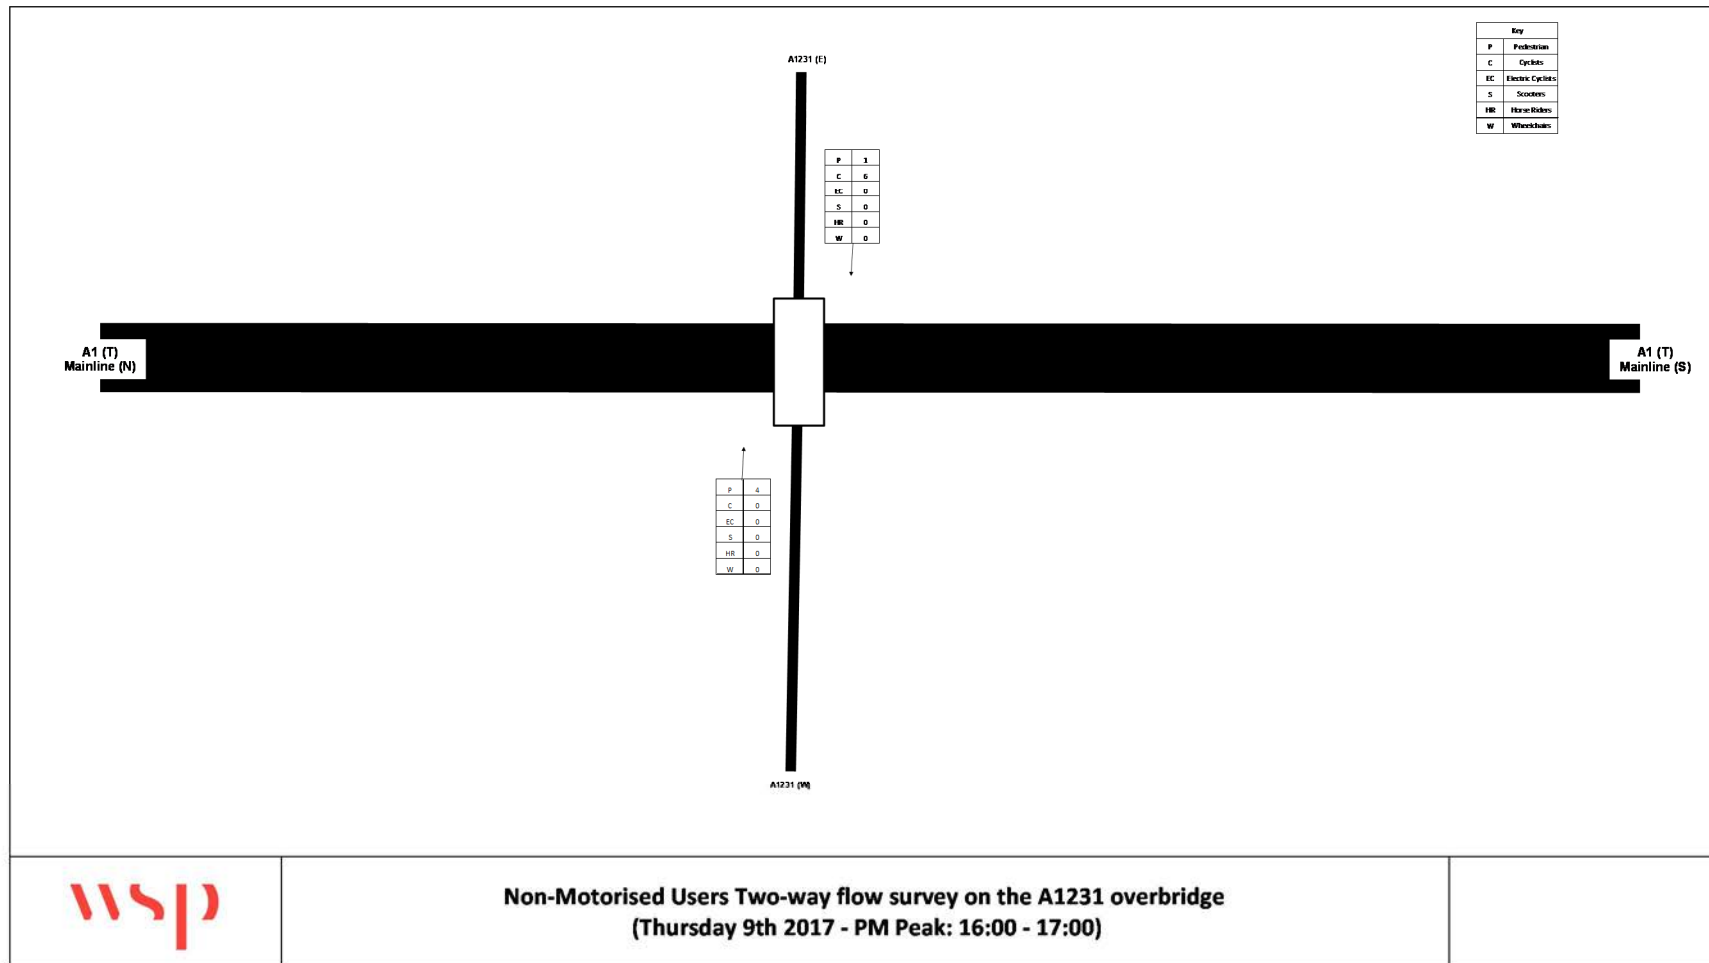 A1231 (E)
Key
P Pedestrian
C Cyclists
EC Electric Cyclists
S Scooters
HR Horse Riders
W Wheelchairs
P 1
C 6
EC 0
S 0
HR 0
W 0
A1 (T)
Mainline (N)
A1 (T)
Mainline (S)
P 4
C 0
EC 0
S 0
HR 0
W 0
A1231 (W)
wsp
Non-Motorised Users Two-way flow survey on the A1231 overbridge
(Thursday 9th 2017 - PM Peak: 16:00 - 17:00)